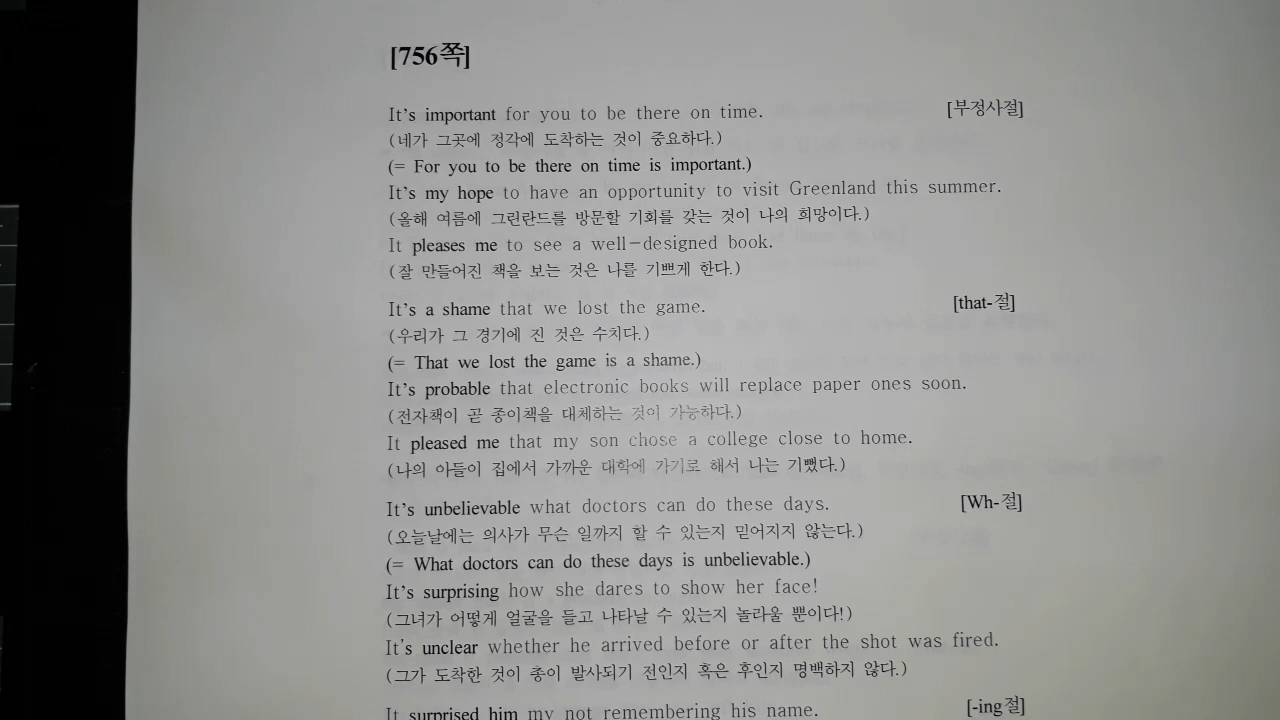 [756쪽]
It's important for you to be there on time. [부정사절]
(네가 그곳에 정각에 도착하는 것이 중요하다.)
(= For you to be there on time is important.)
It's my hope to have an opportunity to visit Greenland this summer.
(올해 여름에 그린란드를 방문할 기회를 갖는 것이 나의 희망이다.)
It pleases me to see a well-designed book.
(잘 만들어진 책을 보는 것은 나를 기쁘게 한다.)
It's a shame that we lost the game. [that-절]
(우리가 그 경기에 진 것은 수치다.)
(= That we lost the game is a shame.)
It's probable that electronic books will replace paper ones soon.
(전자책이 곧 종이책을 대체하는 것이 가능하다.)
It pleased me that my son chose a college close to home.
(나의 아들이 집에서 가까운 대학에 가기로 해서 나는 기뻤다.)
It's unbelievable what doctors can do these days. [Wh-절]
(오늘날에는 의사가 무슨 일까지 할 수 있는지 믿어지지 않는다.)
(= What doctors can do these days is unbelievable.)
It's surprising how she dares to show her face!
(그녀가 어떻게 얼굴을 들고 나타날 수 있는지 놀라울 뿐이다!)
It's unclear whether he arrived before or after the shot was fired.
(그가 도착한 것이 총이 발사되기 전인지 혹은 후인지 명백하지 않다.)
It surprised him my not remembering his name. [-ing절]